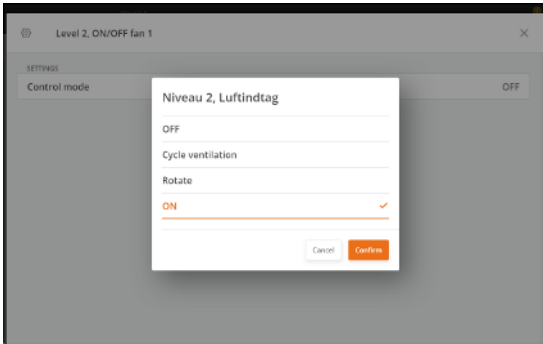 Level 2, ON/OFF fan 1
SETTINGS
Control mode OFF
Niveau 2, Luftindtag
OFF
Cycle ventilation
Rotate
ON
Cancel Confirm